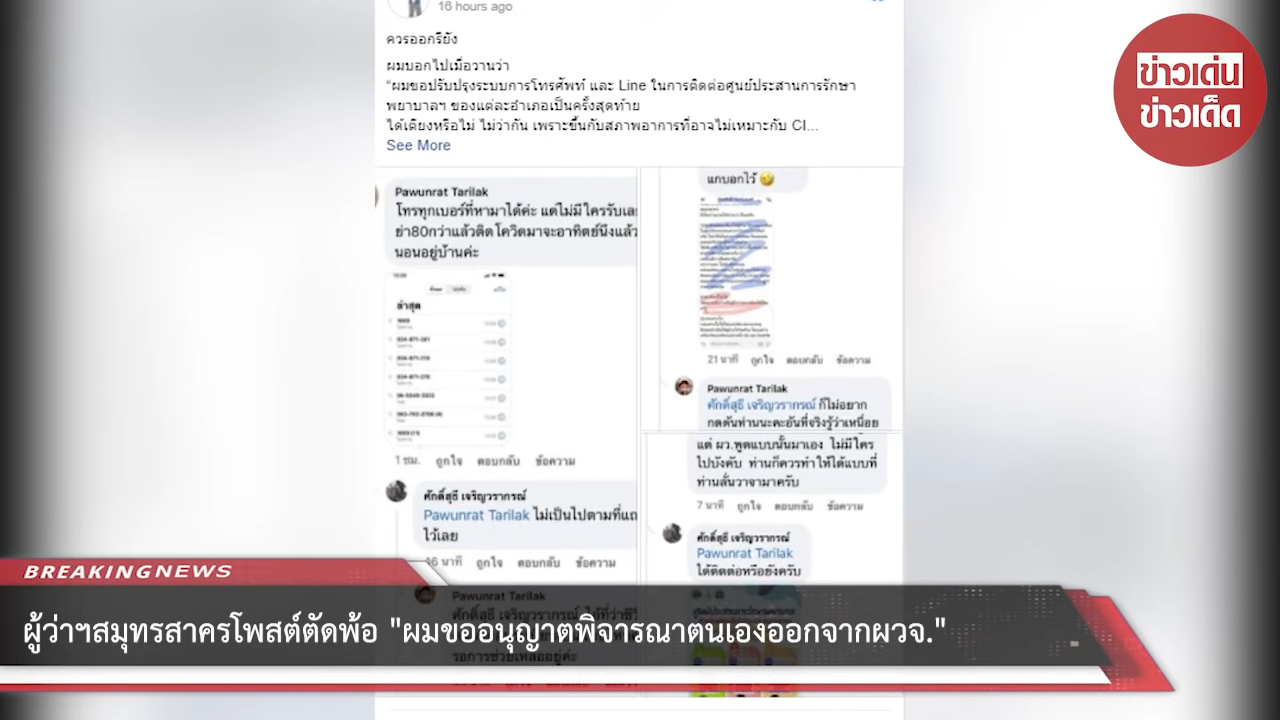 16 hours ago
ควรออกรึยัง
ผมบอกไปเมื่อวานว่า
“ผมขอปรับปรุงระบบการโทรศัพท์ และ Line ในการติดต่อศูนย์ประสานการรักษา
พยาบาลฯ ของแต่ละอำเภอเป็นครั้งสุดท้าย
ได้เตียงหรือไม่ ไม่ว่ากัน เพราะขึ้นกับสภาพอาการที่อาจไม่เหมาะกับ CI...
See More
ข่าวเด่น
ข่าวเด็ด
Pawunrat Tarilak
โทรทุกเบอร์ที่หามาได้ค่ะ แต่ไม่มีใครรับเลย
ย่า80กว่าแล้วติดโควิดมาจะอาทิตย์นึงแล้ว
นอนอยู่บ้านค่ะ
ล่าสุด
1 ชม. ถูกใจ ตอบกลับ ข้อความ
ศักดิ์สุธี เจริญวรากรณ์
Pawunrat Tarilak ไม่เป็นไปตามที่แถ
ไว้เลย
46 นาที ถูกใจ ตอบกลับ ข้อความ
Pawunrat Tarilak
ศักดิ์สุธี เจริญวรากรณ์
รอการช่วยเหลืออยู่ค่ะ
แกบอกไว้
21 นาที ถูกใจ ตอบกลับ ข้อความ
Pawunrat Tarilak
ศักดิ์สุธี เจริญวรากรณ์ ก็ไม่อยาก
กดดันท่านนะคะอันที่จริงรู้ว่าเหนื่อย
แต่ ผว.พูดแบบนั้นมาเอง ไม่มีใคร
ไปบังคับ ท่านก็ควรทำให้ได้แบบที่
ท่านลั่นวาจามาครับ
7 นาที ถูกใจ ตอบกลับ ข้อความ
ศักดิ์สุธี เจริญวรากรณ์
Pawunrat Tarilak
ได้ติดต่อหรือยังครับ
BREAKING NEWS
ผู้ว่าฯสมุทรสาครโพสต์ตัดพ้อ "ผมขออนุญาตพิจารณาตนเองออกจากผวจ."